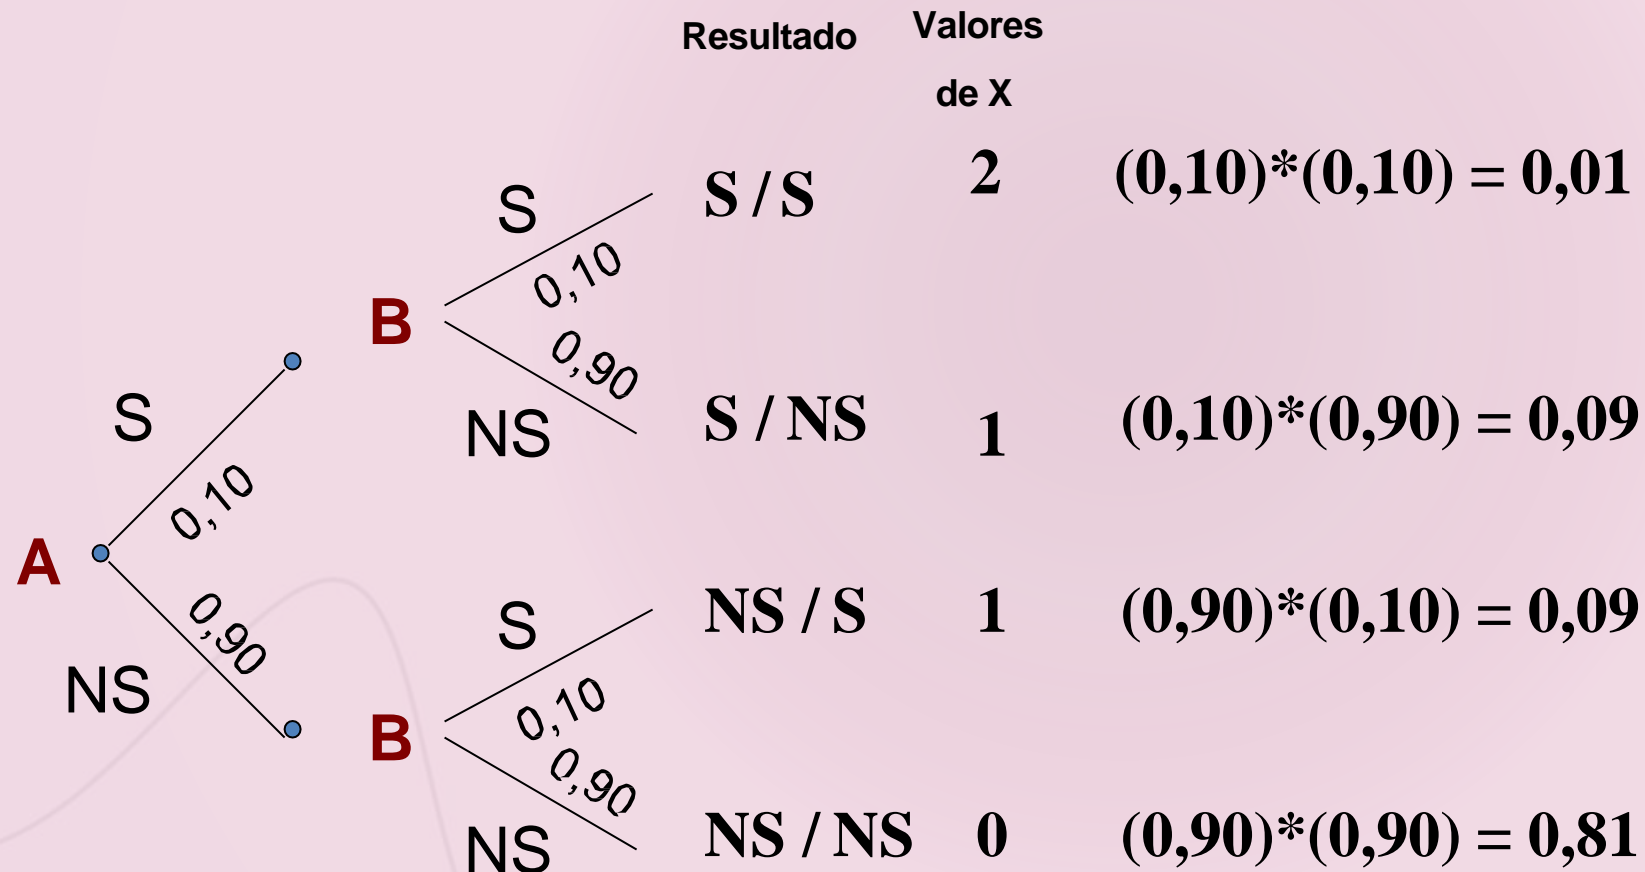 Resultado Valores
de X
S / S 2 (0,10)*(0,10) = 0,01
S
0,10
B
0,90
NS
S / NS 1 (0,10)*(0,90) = 0,09
S
0,10
A
0,90
NS
NS / S 1 (0,90)*(0,10) = 0,09
S
0,10
B
0,90
NS
NS / NS 0 (0,90)*(0,90) = 0,81